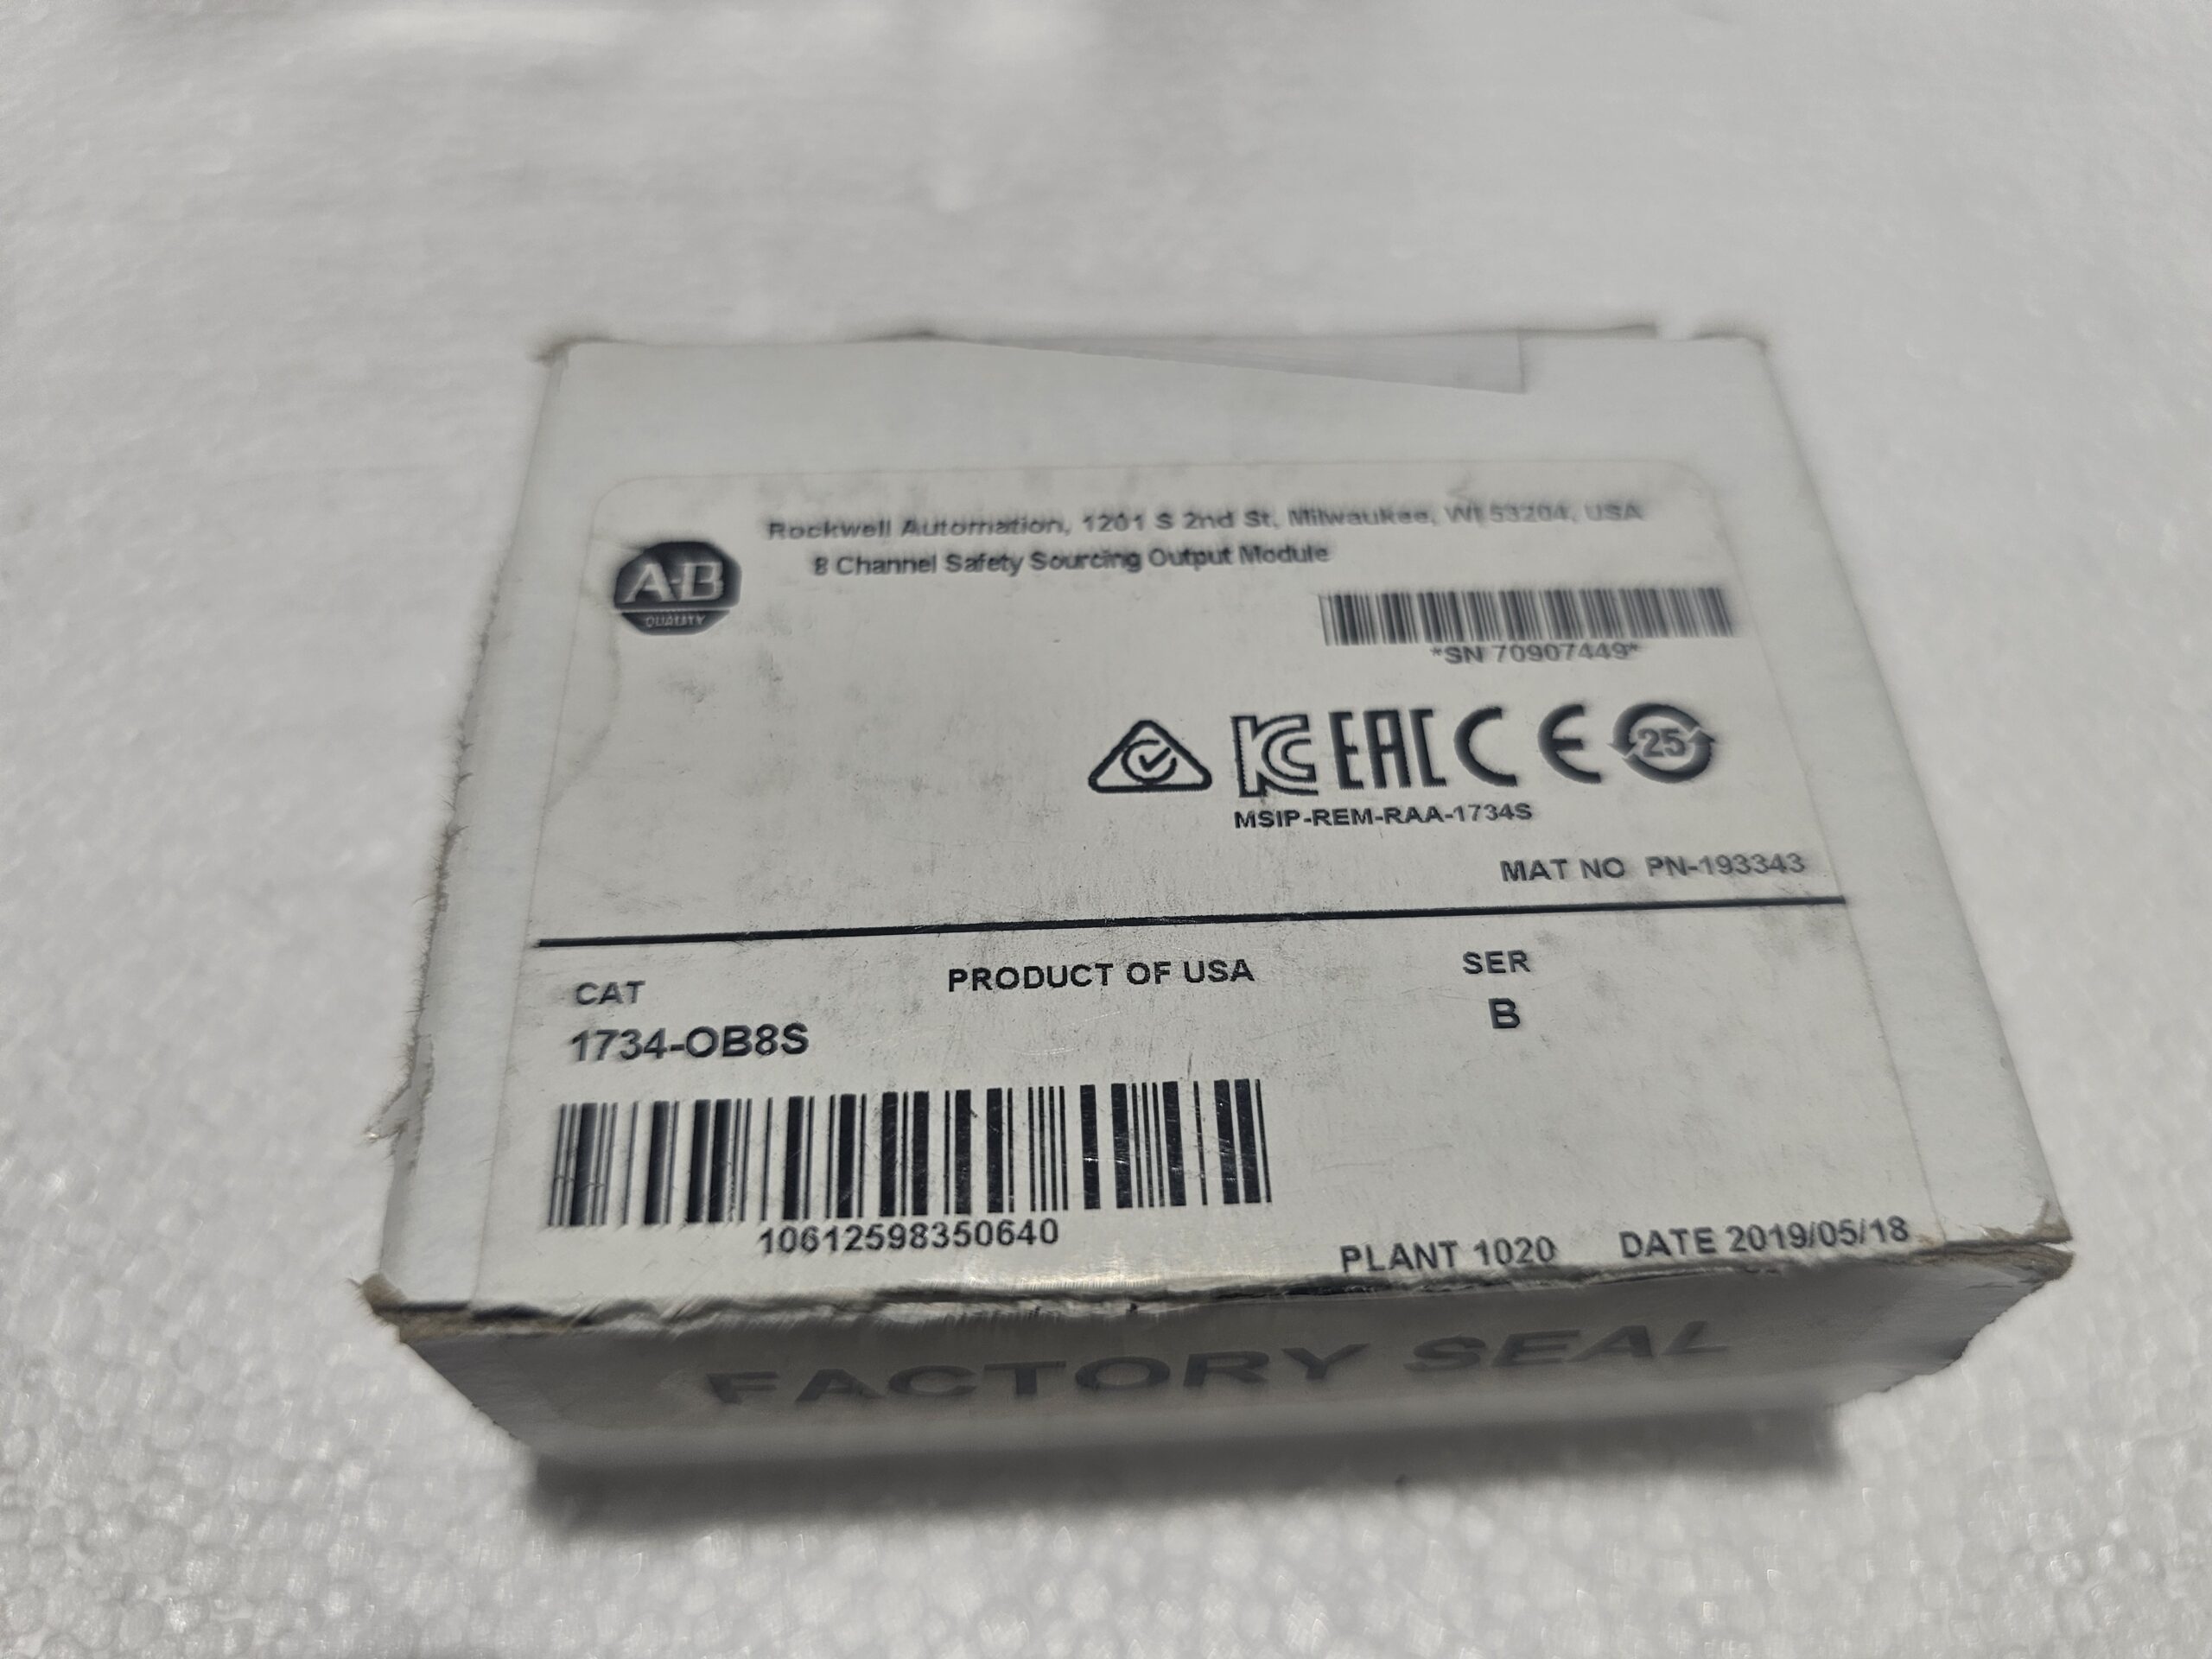 Rockwell Automation, 1201 S 2nd St, Milwaukee, WI 53204, USA
8 Channel Safety Sourcing Output Module
A-B
QUALITY
*SN 70907449*
KC EAC CE 25
MSIP-REM-RAA-1734S
MAT NO PN-193343
CAT PRODUCT OF USA SER
1734-OB8S B
10612598350640
PLANT 1020 DATE 2019/05/18
FACTORY SEAL